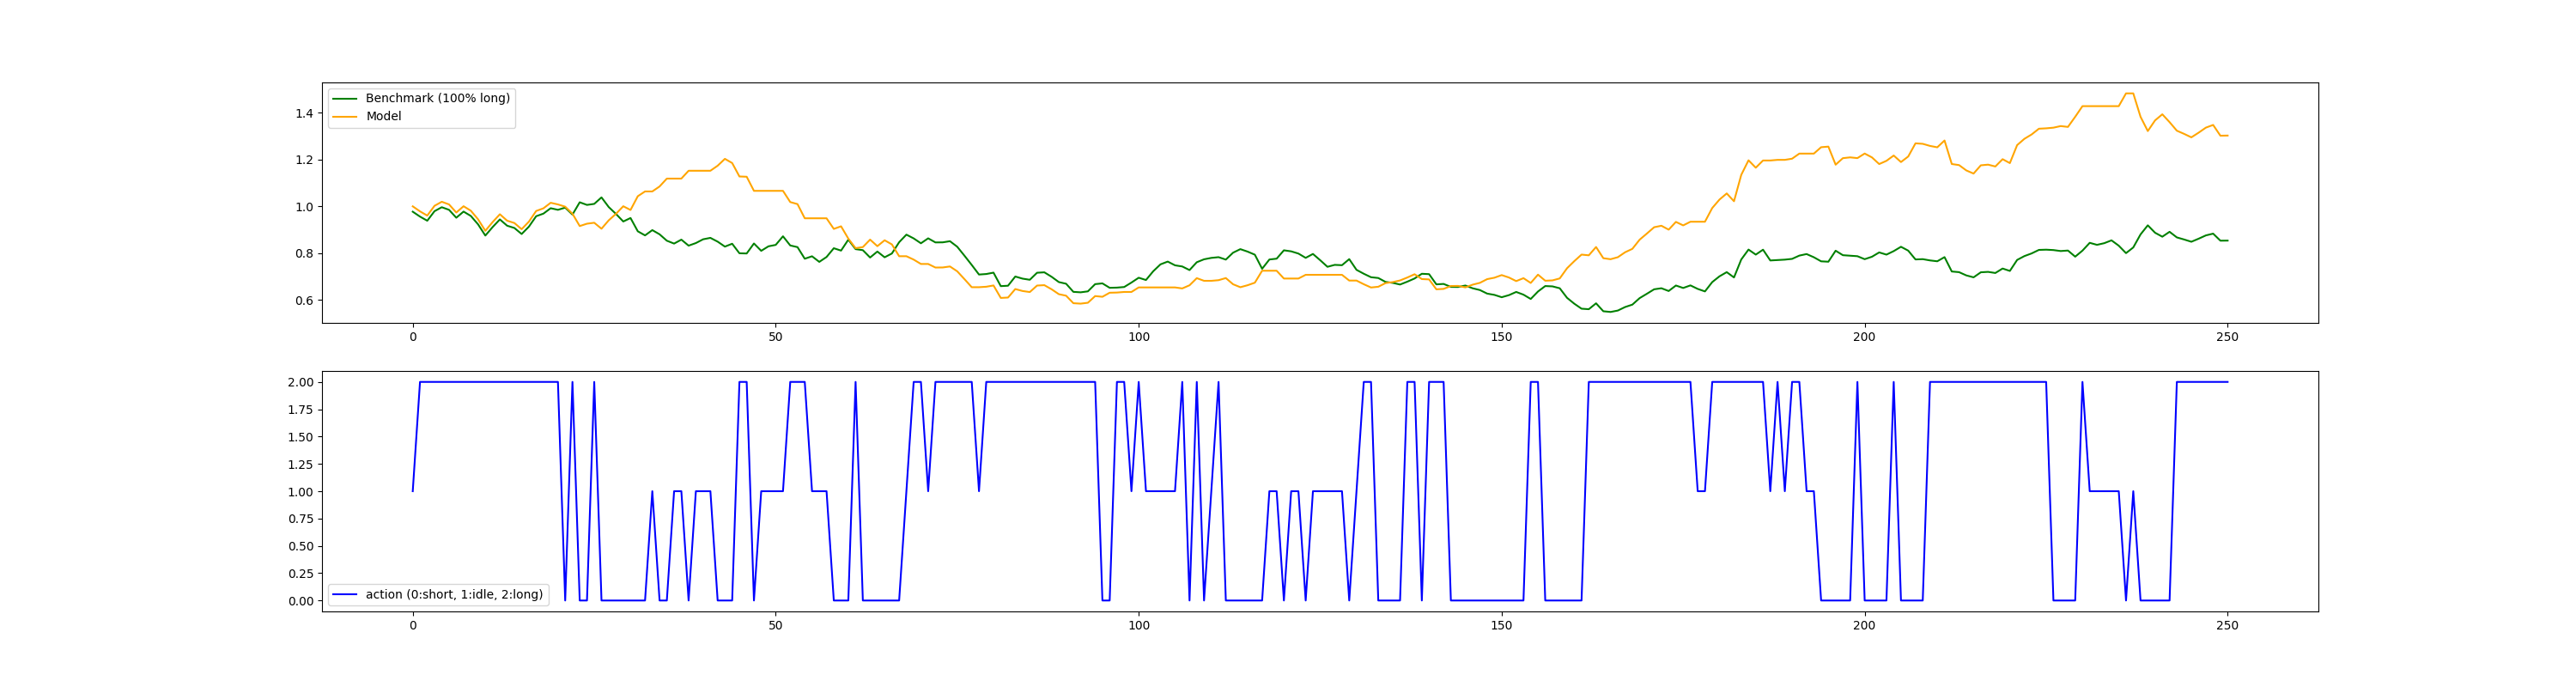 Benchmark (100% long)
Model
1.4
1.2
1.0
0.8
0.6
0 50 100 150 200 250
2.00
1.75
1.50
1.25
1.00
0.75
0.50
0.25
0.00
action (0:short, 1:idle, 2:long)
0 50 100 150 200 250